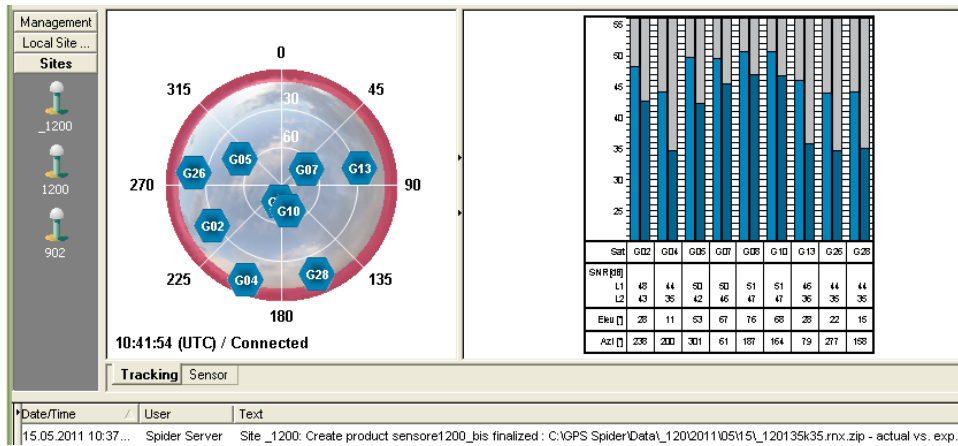 Management
Local Site ...
Sites
_1200
1200
902
0
45
90
135
180
225
270
315
30
60
G05
G26
G07
G13
G
G10
G02
G04
G28
10:41:54 (UTC) / Connected
55
50
45
40
35
30
25
Sat G02 G04 G05 G07 G08 G10 G13 G26 G28
SNR [dB]
L1 48 44 50 50 51 51 46 44 44
L2 43 35 42 46 47 47 36 35 35
Elev [°] 28 11 53 67 76 68 28 22 15
Azi [°] 238 200 301 61 187 164 79 277 158
Tracking Sensor
Date/Time User Text
15.05.2011 10:37... Spider Server Site _1200: Create product sensore1200_bis finalized : C:\GPS Spider\Data\_120\2011\05\15\_120135k35.rnx.zip - actual vs. exp